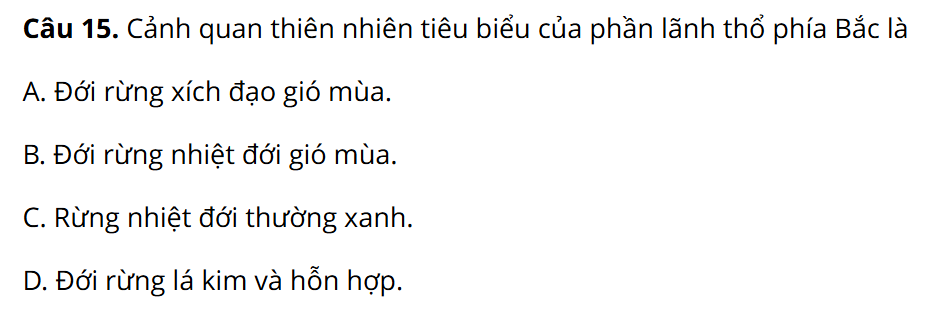 Câu 15. Cảnh quan thiên nhiên tiêu biểu của phần lãnh thổ phía Bắc là
A. Đới rừng xích đạo gió mùa.
B. Đới rừng nhiệt đới gió mùa.
C. Rừng nhiệt đới thường xanh.
D. Đới rừng lá kim và hỗn hợp.